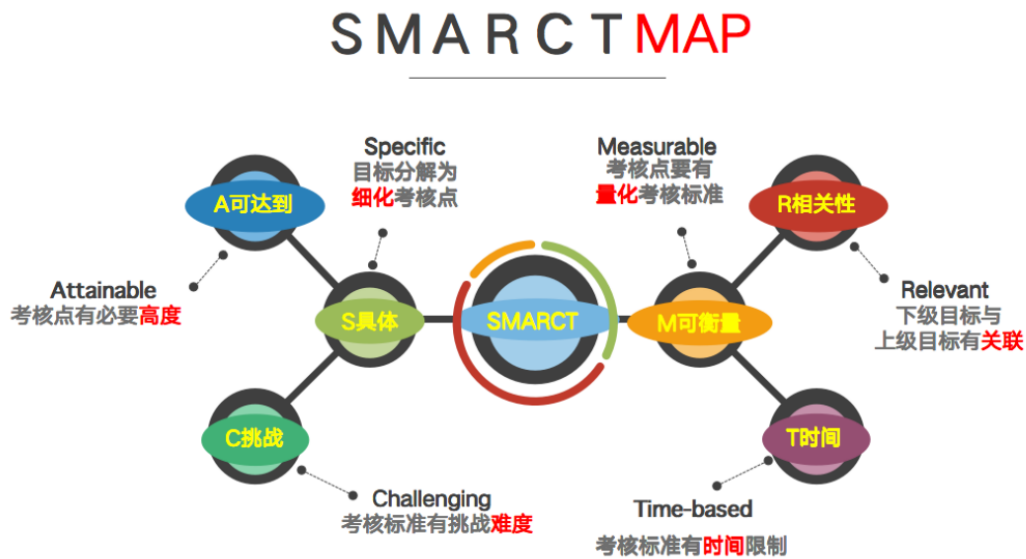 SMARCTMAP
Specific
目标分解为
细化考核点
Measurable
考核点要有
量化考核标准
A可达到
R相关性
Attainable
考核点有必要高度
S具体
SMARCT
M可衡量
Relevant
下级目标与
上级目标有关联
C挑战
T时间
Challenging
考核标准有挑战难度
Time-based
考核标准有时间限制